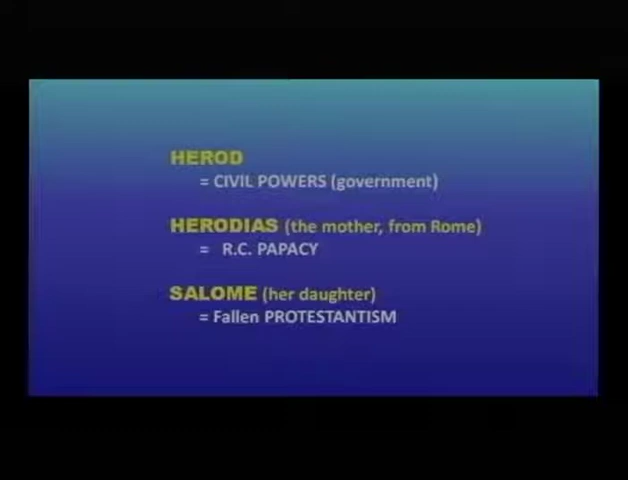 HEROD
= CIVIL POWERS (government)
HERODIAS (the mother, from Rome)
= R.C. PAPACY
SALOME (her daughter)
= Fallen PROTESTANTISM